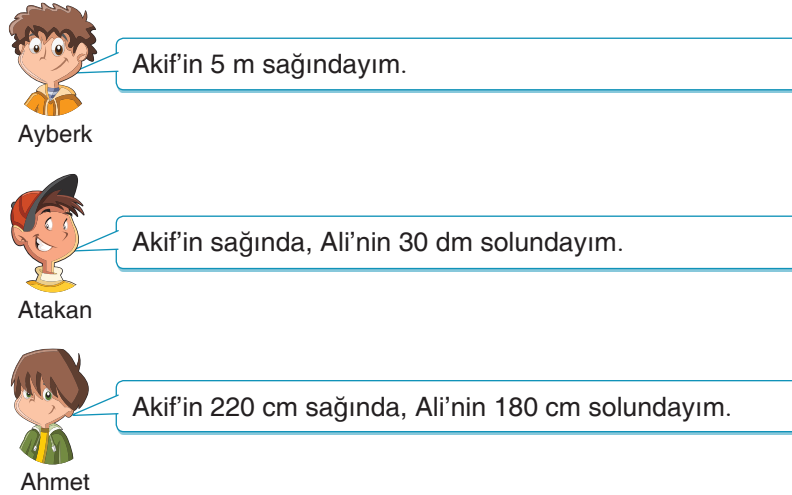 Akif’in 5 m sağındayım.
Ayberk
Akif’in sağında, Ali’nin 30 dm solundayım.
Atakan
Akif’in 220 cm sağında, Ali’nin 180 cm solundayım.
Ahmet